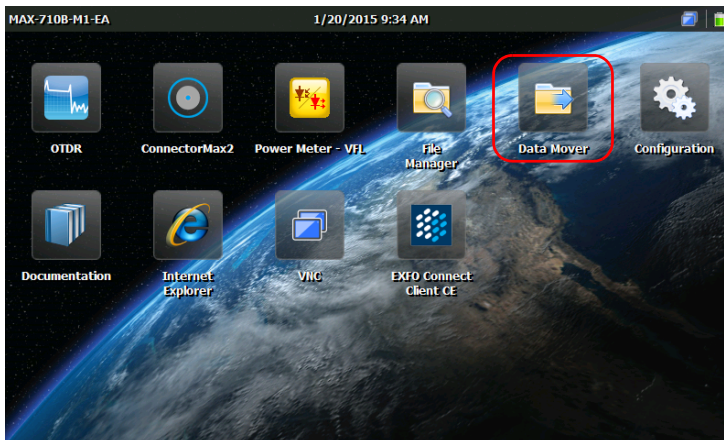 MAX-710B-M1-EA 1/20/2015 9:34 AM
OTDR ConnectorMax2 Power Meter - VFL File Manager Data Mover Configuration
Documentation Internet Explorer VNC EXFO Connect Client CE